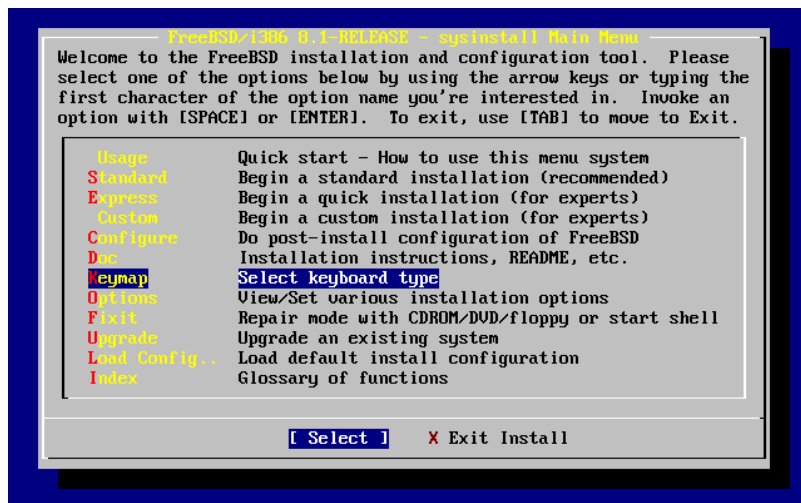 FreeBSD/i386 8.1-RELEASE - sysinstall Main Menu
Welcome to the FreeBSD installation and configuration tool.  Please
select one of the options below by using the arrow keys or typing the
first character of the option name you're interested in.  Invoke an
option with [SPACE] or [ENTER].  To exit, use [TAB] to move to Exit.
Usage Quick start - How to use this menu system
Standard Begin a standard installation (recommended)
Express Begin a quick installation (for experts)
Custom Begin a custom installation (for experts)
Configure Do post-install configuration of FreeBSD
Doc Installation instructions, README, etc.
Keymap Select keyboard type
Options View/Set various installation options
Fixit Repair mode with CDROM/DVD/floppy or start shell
Upgrade Upgrade an existing system
Load Config.. Load default install configuration
Index Glossary of functions
[ Select ] X Exit Install